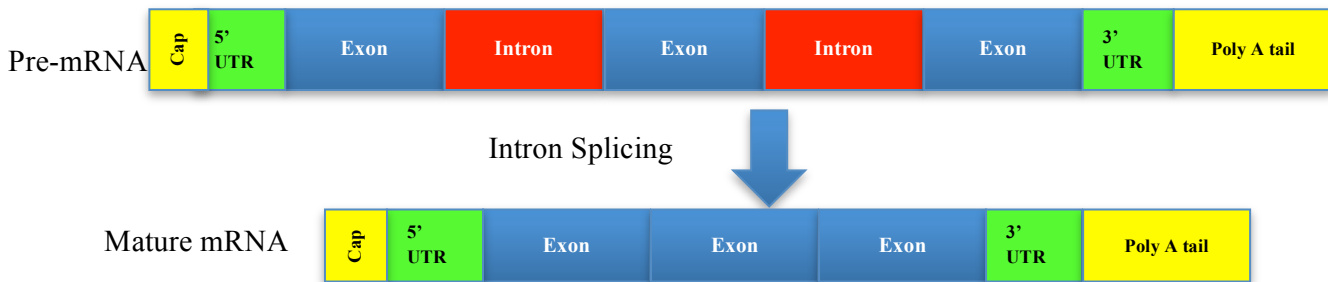 Pre-mRNA
Cap
5’
UTR
Exon
Intron
Exon
Intron
Exon
3’
UTR
Poly A tail
Intron Splicing
Mature mRNA
Cap
5’
UTR
Exon
Exon
Exon
3’
UTR
Poly A tail